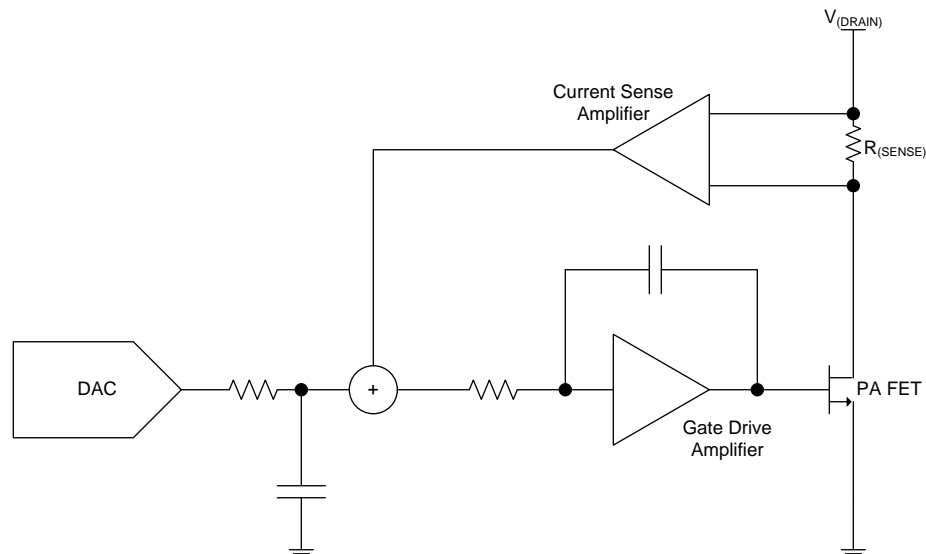 V(DRAIN)
Current Sense
Amplifier
R(SENSE)
DAC
+
PA FET
Gate Drive
Amplifier